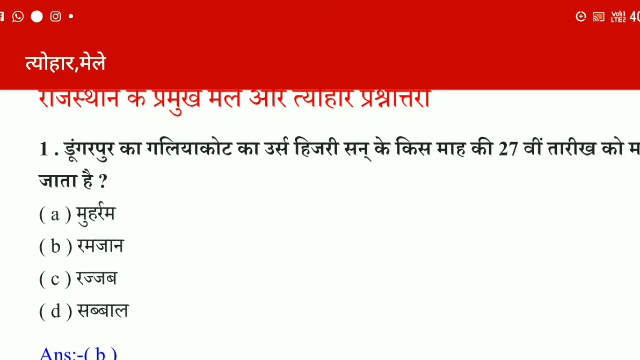 त्योहार,मेले
राजस्थान के प्रमुख मेले और त्योहार प्रश्नोत्तरी
1 . डूंगरपुर का गलियाकोट का उर्स हिजरी सन् के किस माह की 27 वीं तारीख को म
जाता है ?
( a ) मुहर्रम
( b ) रमजान
( c ) रज्जब
( d ) सब्बाल
Ans:-( b )